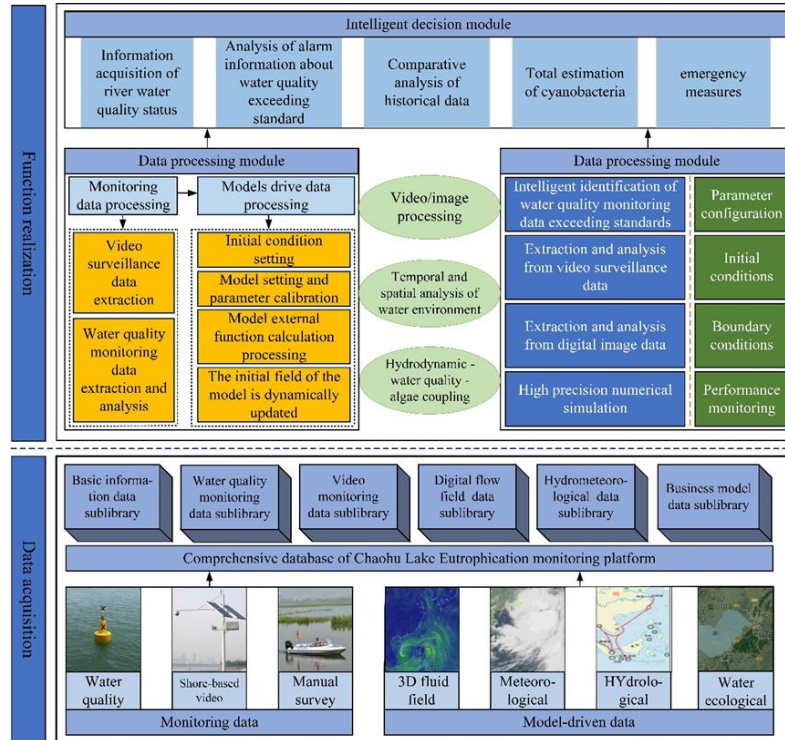 Function realization
Intelligent decision module
Information
acquisition of
river water
quality status
Analysis of alarm
information about
water quality
exceeding
standard
Comparative
analysis of
historical data
Total estimation
of cyanobacteria
emergency
measures
Data processing module
Monitoring
data processing
Models drive data
processing
Video
surveillance
data
extraction
Water quality
monitoring
data
extraction and
analysis
Initial condition
setting
Model setting and
parameter calibration
Model external
function calculation
processing
The initial field of the
model is dynamically
updated
Video/image
processing
Temporal and
spatial analysis of
water environment
Hydrodynamic -
water quality -
algae coupling
Data processing module
Intelligent identification of
water quality monitoring
data exceeding standards
Extraction and analysis
from video surveillance
data
Extraction and analysis
from digital image data
High precision numerical
simulation
Parameter
configuration
Initial
conditions
Boundary
conditions
Performance
monitoring
Data acquisition
Basic informa-
tion data
sublibrary
Water quality
monitoring
data sublibrary
Video
monitoring
data sublibrary
Digital flow
field data
sublibrary
Hydrometeoro-
logical data
sublibrary
Business model
data sublibrary
Comprehensive database of Chaohu Lake Eutrophication monitoring platform
Water
quality
Shore-based
video
Manual
survey
Monitoring data
3D fluid
field
Meteoro-
logical
HYdrol-
ogical
Water
ecological
Model-driven data